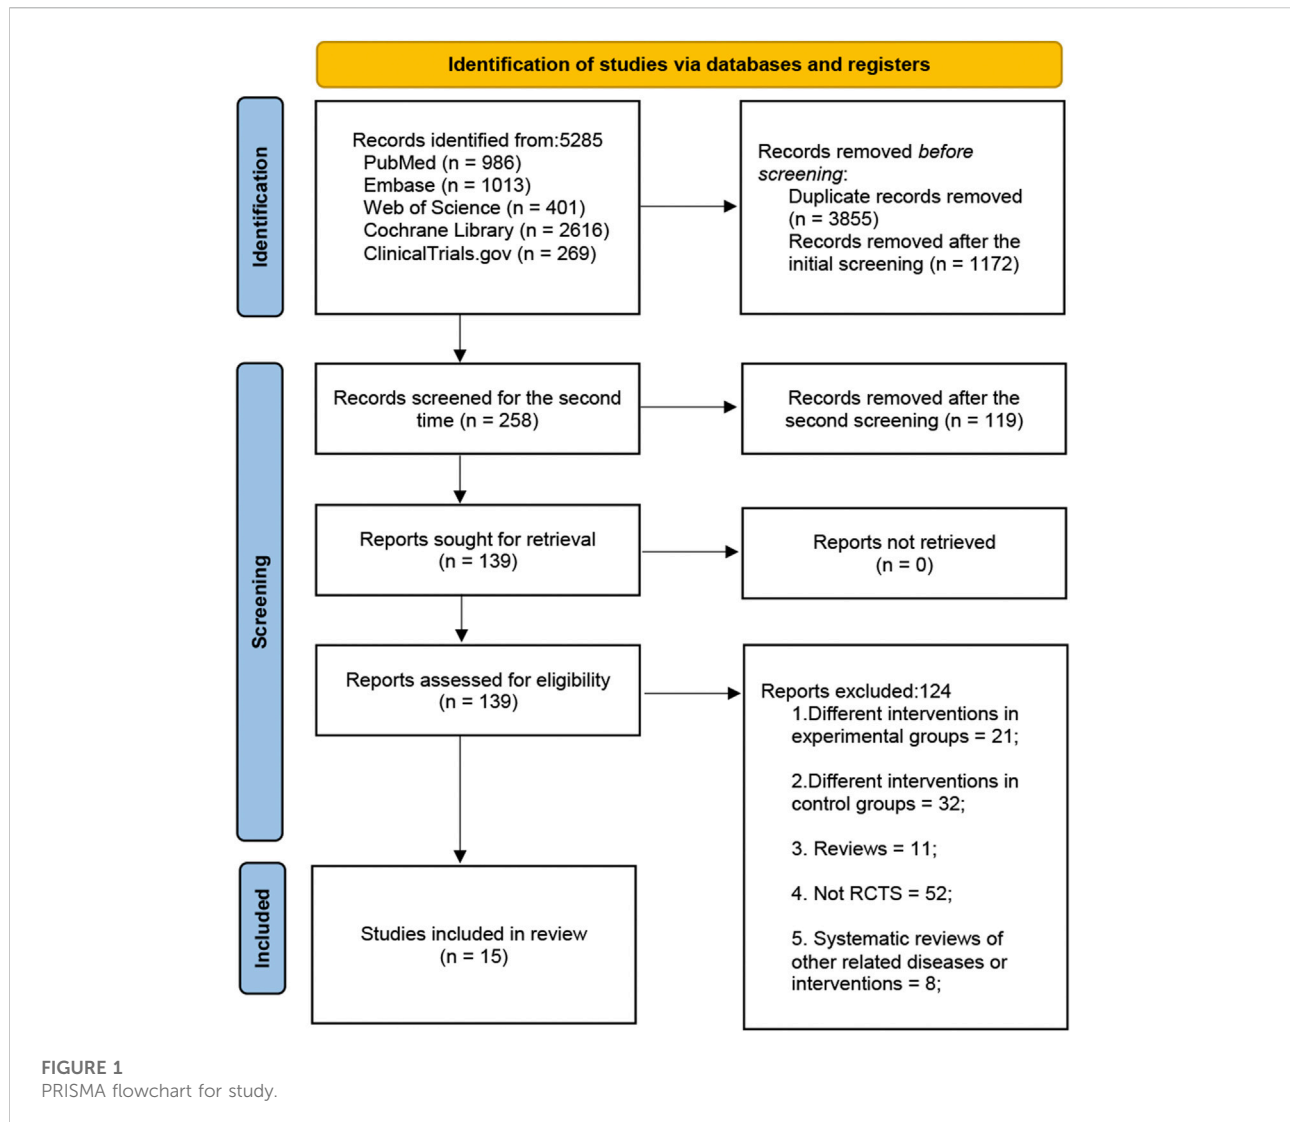 Identification of studies via databases and registers
Identification
Records identified from:5285
PubMed (n = 986)
Embase (n = 1013)
Web of Science (n = 401)
Cochrane Library (n = 2616)
ClinicalTrials.gov (n = 269)
Records removed before
screening:
Duplicate records removed
(n = 3855)
Records removed after the
initial screening (n = 1172)
Screening
Records screened for the second
time (n = 258)
Records removed after the
second screening (n = 119)
Reports sought for retrieval
(n = 139)
Reports not retrieved
(n = 0)
Reports assessed for eligibility
(n = 139)
Reports excluded:124
1.Different interventions in
experimental groups = 21;
2.Different interventions in
control groups = 32;
3. Reviews = 11;
4. Not RCTS = 52;
5. Systematic reviews of
other related diseases or
interventions = 8;
Included
Studies included in review
(n = 15)
FIGURE 1
PRISMA flowchart for study.